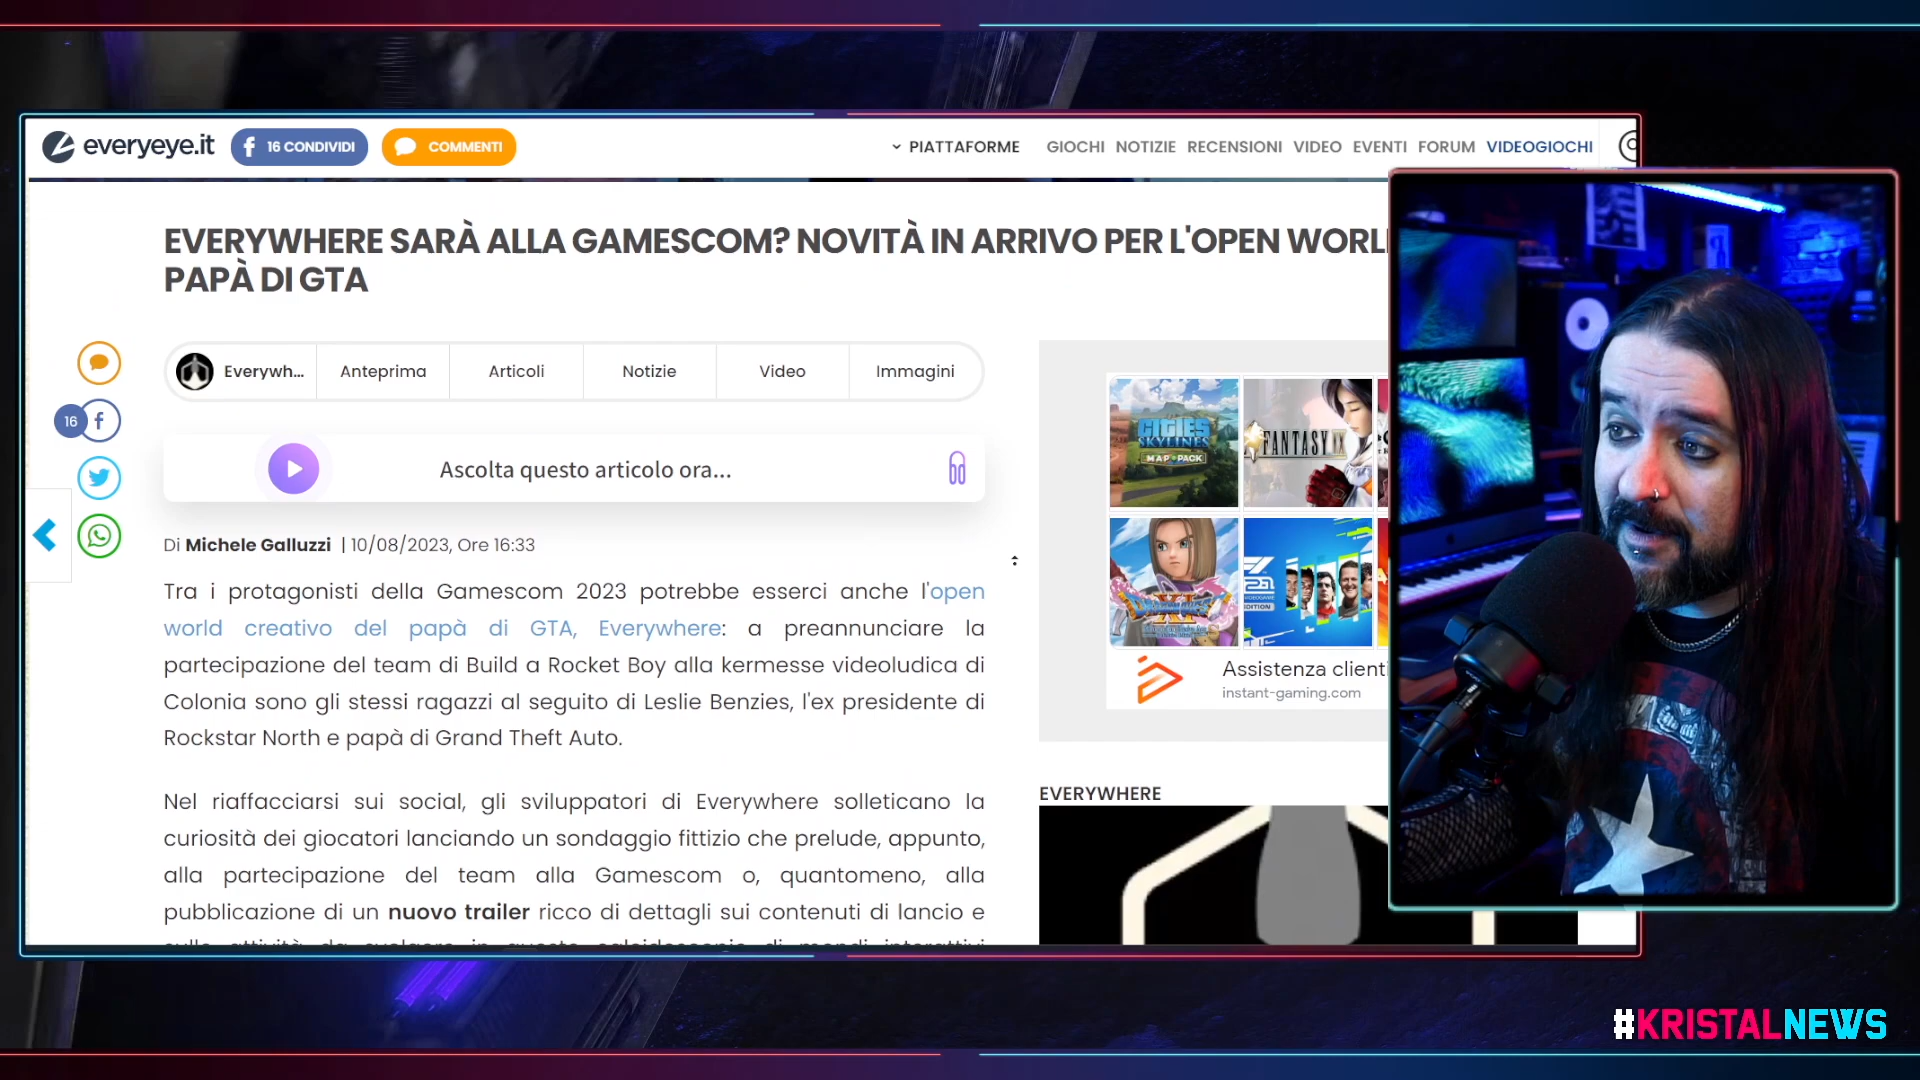 everyeye.it
16 CONDIVIDI
COMMENTI
PIATTAFORME
GIOCHI
NOTIZIE
RECENSIONI
VIDEO
EVENTI
FORUM
VIDEOGIOCHI
EVERYWHERE SARÀ ALLA GAMESCOM? NOVITÀ IN ARRIVO PER L'OPEN
PAPÀ DI GTA
Everywh...
Anteprima
Articoli
Notizie
Video
Immagini
16
Ascolta questo articolo ora...
Di Michele Galluzzi | 10/08/2023, Ore 16:33
Tra i protagonisti della Gamescom 2023 potrebbe esserci anche l'open
world creativo del papà di GTA, Everywhere: a preannunciare la
partecipazione del team di Build a Rocket Boy alla kermesse videoludica di
Colonia sono gli stessi ragazzi al seguito di Leslie Benzies, l'ex presidente di
Rockstar North e papà di Grand Theft Auto.
Nel riaffacciarsi sui social, gli sviluppatori di Everywhere solleticano la
curiosità dei giocatori lanciando un sondaggio fittizio che prelude, appunto,
alla partecipazione del team alla Gamescom o, quantomeno, alla
pubblicazione di un nuovo trailer ricco di dettagli sui contenuti di lancio e
CITIES
SKYLINES
MAP PACK
FANTASY IX
Assistenza clienti
instant-gaming.com
EVERYWHERE
#KRISTALNEWS